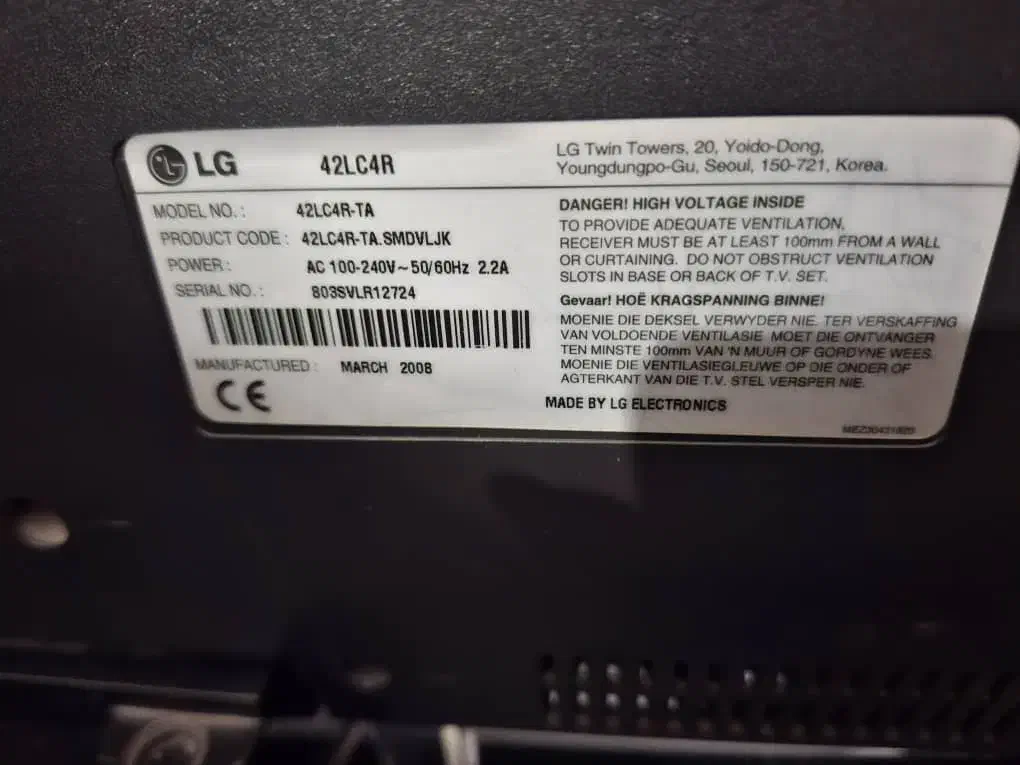 LG 42LC4R
MODEL NO. : 42LC4R-TA
PRODUCT CODE : 42LC4R-TA.SMDVLJK
POWER : AC 100-240V~50/60Hz 2.2A
SERIAL NO. : 803SVLR12724
MANUFACTURED : MARCH 2008
CE
LG Twin Towers, 20, Yoido-Dong,
Youngdungpo-Gu, Seoul, 150-721, Korea.
DANGER! HIGH VOLTAGE INSIDE
TO PROVIDE ADEQUATE VENTILATION,
RECEIVER MUST BE AT LEAST 100mm FROM A WALL
OR CURTAINING. DO NOT OBSTRUCT VENTILATION
SLOTS IN BASE OR BACK OF T.V. SET.
Gevaar! HOË KRAGSPANNING BINNE!
MOENIE DIE DEKSEL VERWYDER NIE. TER VERSKAFFING
VAN VOLDOENDE VENTILASIE MOET DIE ONTVANGER
TEN MINSTE 100mm VAN 'N MUUR OF GORDYNE WEES.
MOENIE DIE VENTILASIEGLEUWE OP DIE ONDER OF
AGTERKANT VAN DIE T.V. STEL VERSPER NIE.
MADE BY LG ELECTRONICS